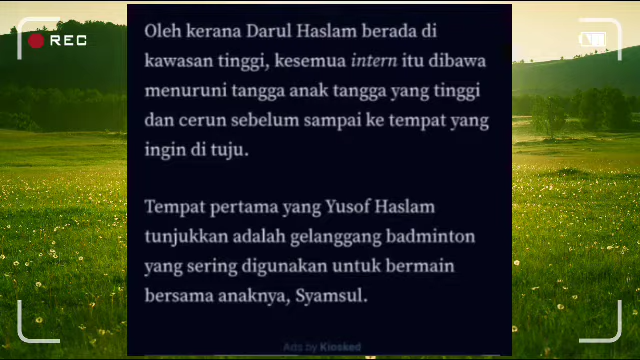 REC
Oleh kerana Darul Haslam berada di
kawasan tinggi, kesemua intern itu dibawa
menuruni tangga anak tangga yang tinggi
dan cerun sebelum sampai ke tempat yang
ingin di tuju.
Tempat pertama yang Yusof Haslam
tunjukkan adalah gelanggang badminton
yang sering digunakan untuk bermain
bersama anaknya, Syamsul.
Ads by Kiosked